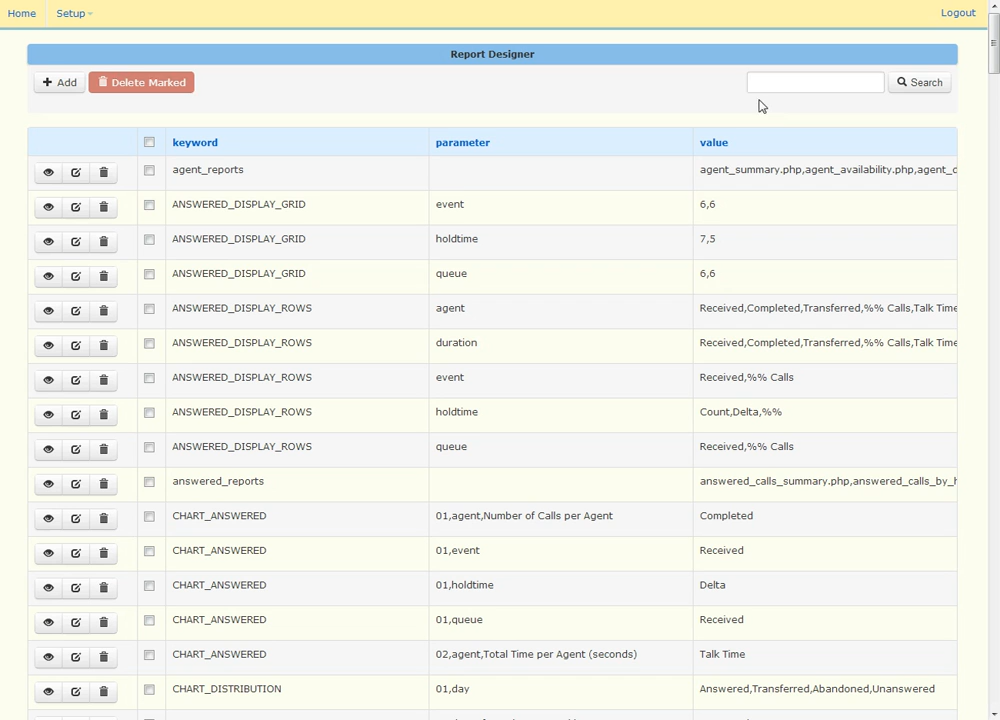 Home Setup Logout
Report Designer
Add Delete Marked Search
keyword parameter value
agent_reports agent_summary.php,agent_availability.php,agent_
ANSWERED_DISPLAY_GRID event 6,6
ANSWERED_DISPLAY_GRID holdtime 7,5
ANSWERED_DISPLAY_GRID queue 6,6
ANSWERED_DISPLAY_ROWS agent Received,Completed,Transferred,%% Calls,Talk Time
ANSWERED_DISPLAY_ROWS duration Received,Completed,Transferred,%% Calls,Talk Time
ANSWERED_DISPLAY_ROWS event Received,%% Calls
ANSWERED_DISPLAY_ROWS holdtime Count,Delta,%%
ANSWERED_DISPLAY_ROWS queue Received,%% Calls
answered_reports answered_calls_summary.php,answered_calls_by_
CHART_ANSWERED 01,agent,Number of Calls per Agent Completed
CHART_ANSWERED 01,event Received
CHART_ANSWERED 01,holdtime Delta
CHART_ANSWERED 01,queue Received
CHART_ANSWERED 02,agent,Total Time per Agent (seconds) Talk Time
CHART_DISTRIBUTION 01,day Answered,Transferred,Abandoned,Unanswered